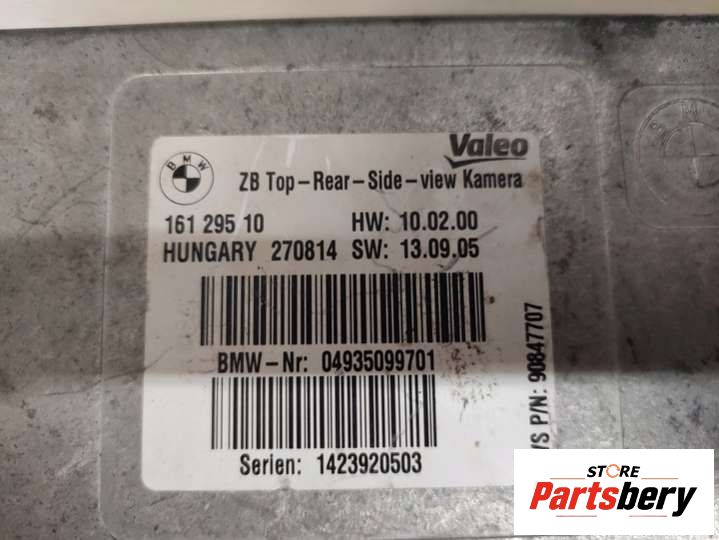 BMW
Valeo
ZB Top-Rear-Side-view Kamera
161 295 10 HW: 10.02.00
HUNGARY 270814 SW: 13.09.05
BMW-Nr: 04935099701
Serien: 1423920503
VS P/N: 90847707
STORE
Partsbery